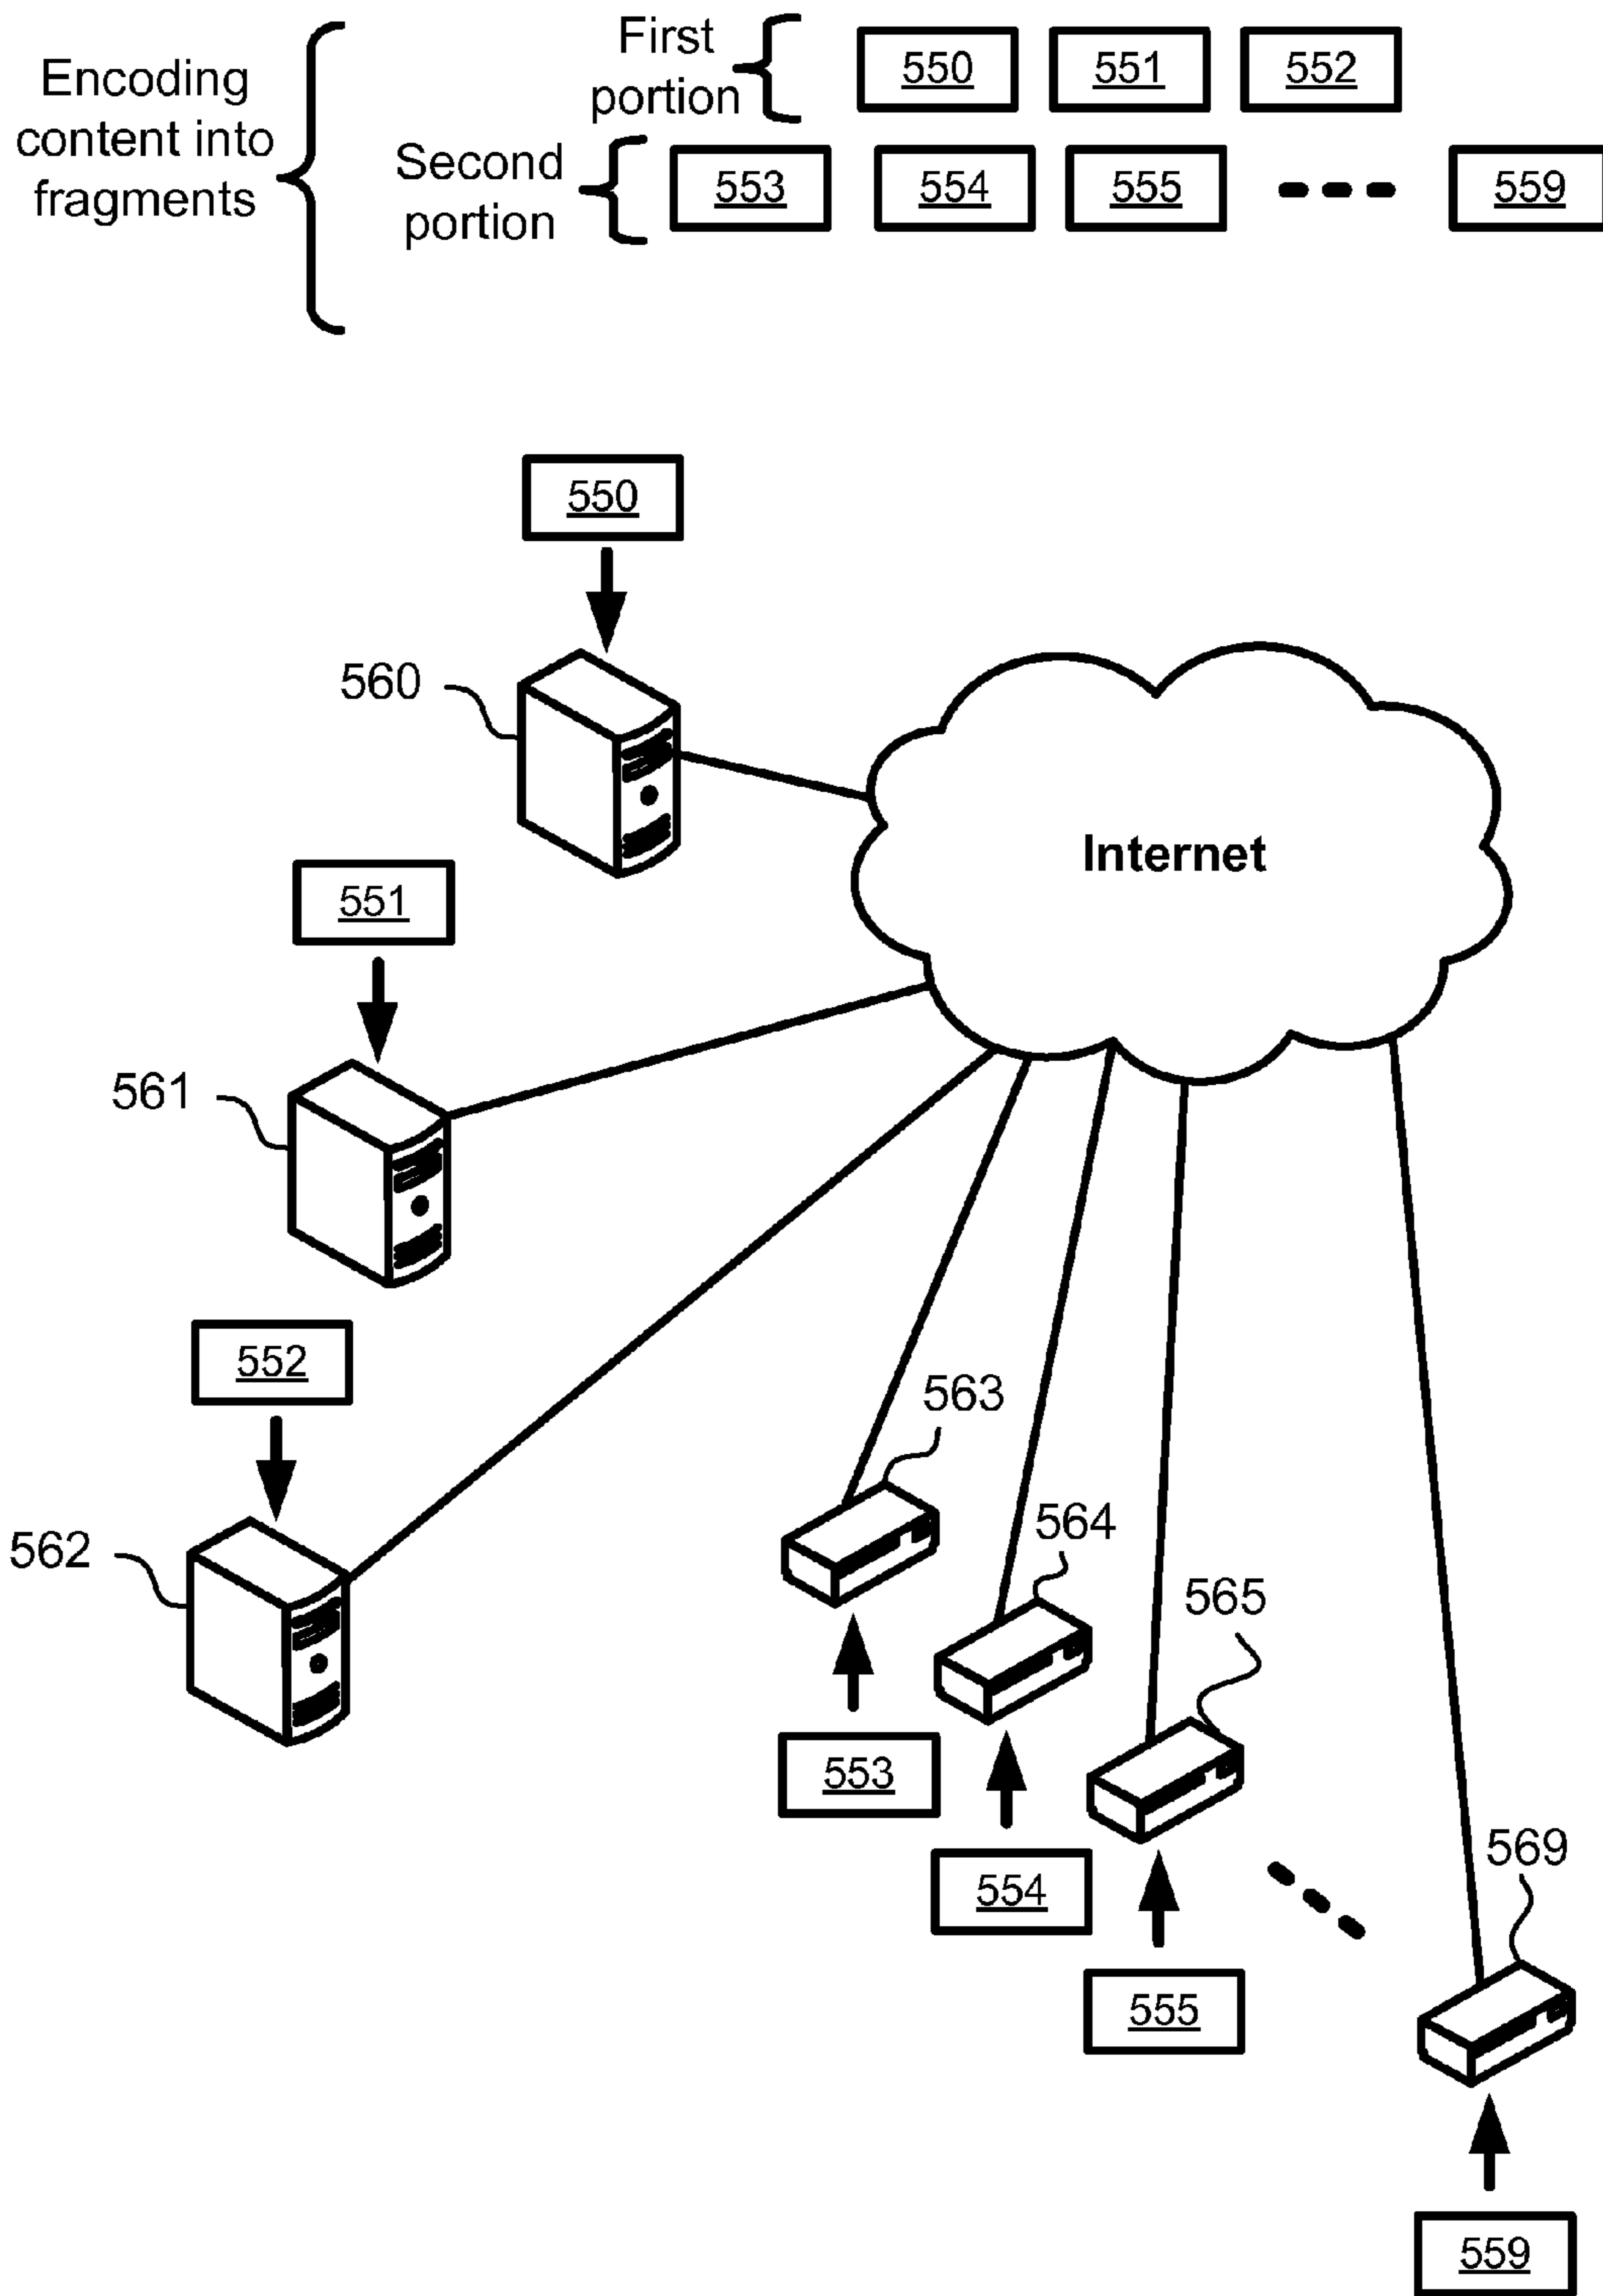 Encoding
content into
fragments
First
portion
550 551 552
Second
portion
553 554 555 559
550
560
Internet
551
561
552
562
563
564
565
553
554
569
555
559